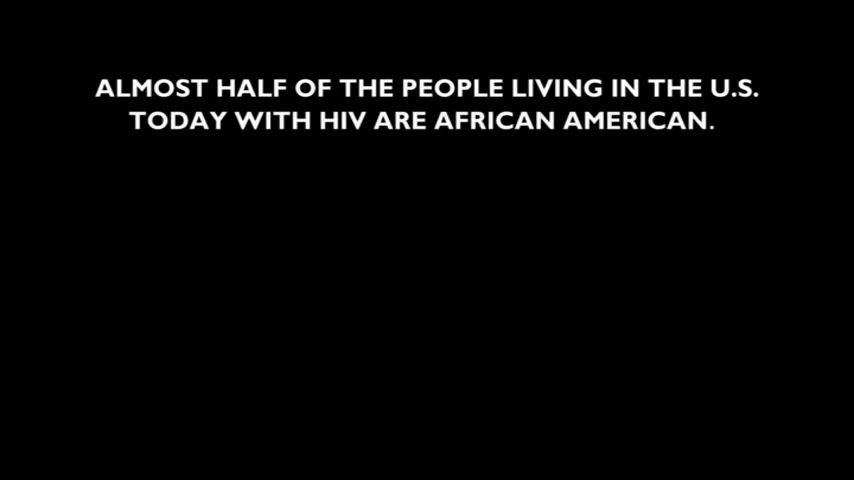 ALMOST HALF OF THE PEOPLE LIVING IN THE U.S.
TODAY WITH HIV ARE AFRICAN AMERICAN.